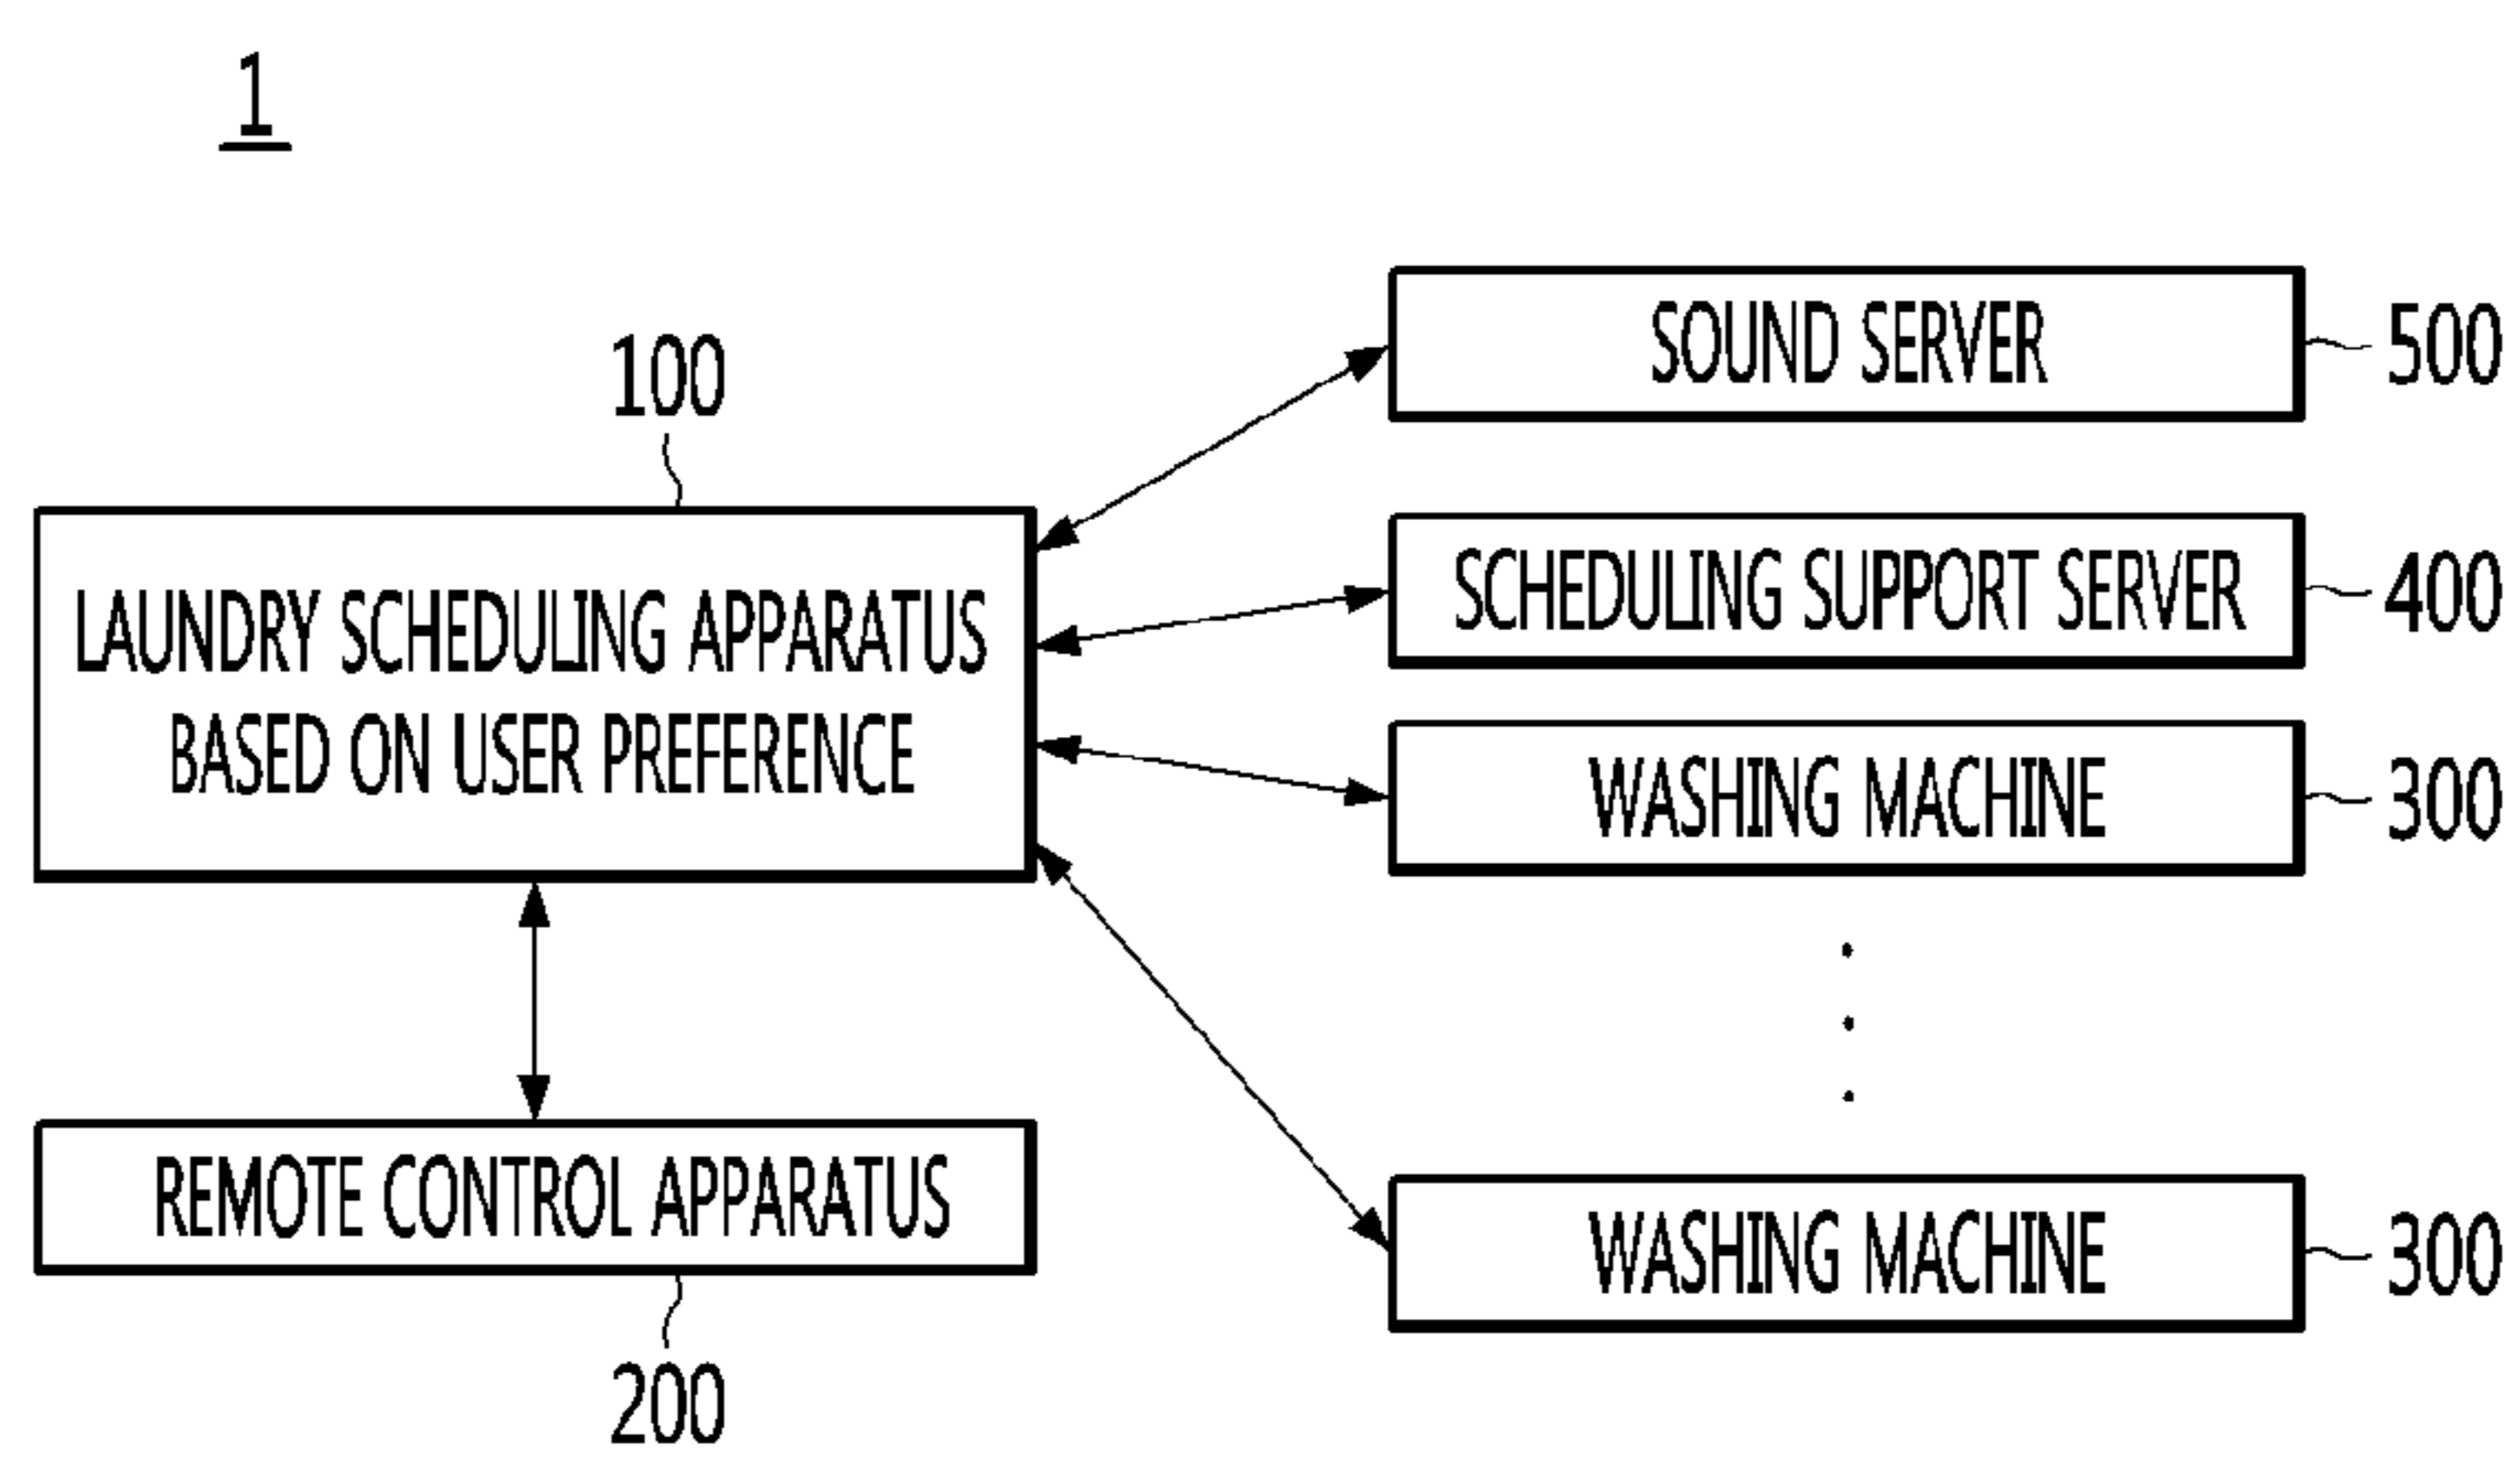 1
100
LAUNDRY SCHEDULING APPARATUS
BASED ON USER PREFERENCE
REMOTE CONTROL APPARATUS
200
SOUND SERVER
500
SCHEDULING SUPPORT SERVER
400
WASHING MACHINE
300
WASHING MACHINE
300